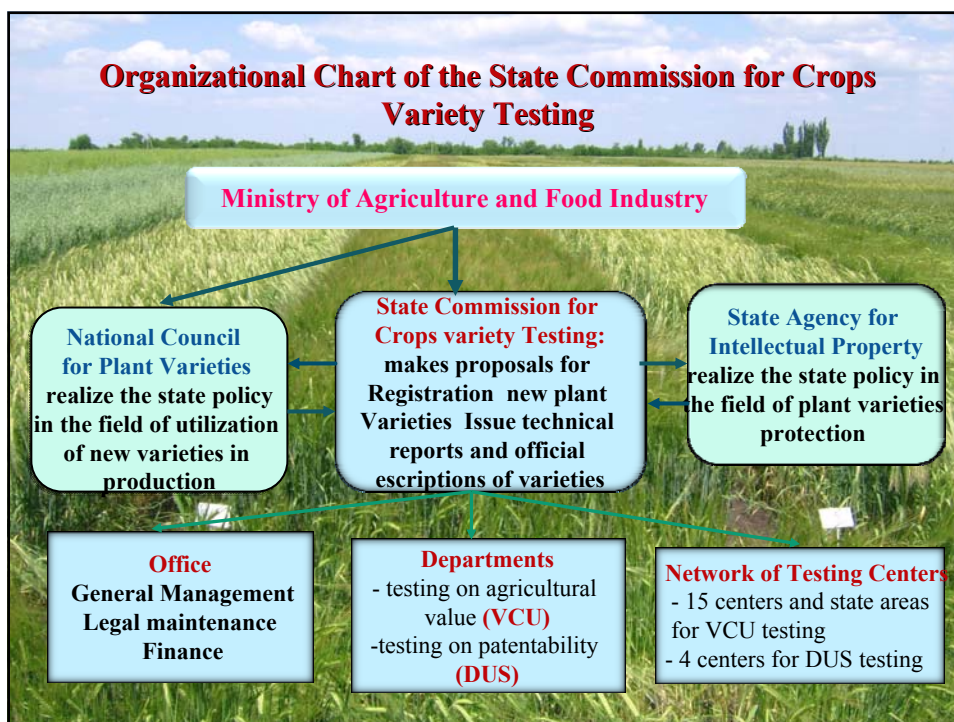 Organizational Chart of the State Commission for Crops
Variety Testing
Ministry of Agriculture and Food Industry
National Council
for Plant Varieties
realize the state policy
in the field of utilization
of new varieties in
production
State Commission for
Crops variety Testing:
makes proposals for
Registration new plant
Varieties Issue technical
reports and official
escriptions of varieties
State Agency for
Intellectual Property
realize the state policy in
the field of plant varieties
protection
Office
General Management
Legal maintenance
Finance
Departments
- testing on agricultural
value (VCU)
-testing on patentability
(DUS)
Network of Testing Centers
- 15 centers and state areas
for VCU testing
- 4 centers for DUS testing